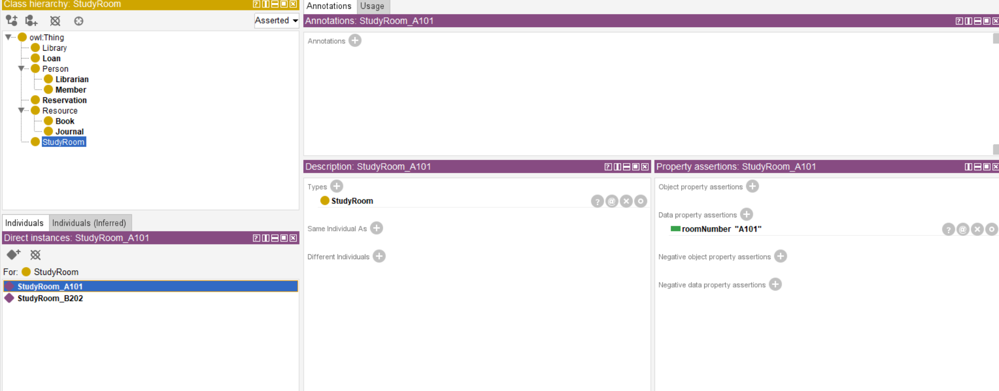 Class hierarchy: StudyRoom
Asserted
owl:Thing
Library
Loan
Person
Librarian
Member
Reservation
Resource
Book
Journal
StudyRoom
Individuals
Individuals (Inferred)
Direct instances: StudyRoom_A101
For: StudyRoom
StudyRoom_A101
StudyRoom_B202
Annotations
Usage
Annotations: StudyRoom_A101
Annotations
Description: StudyRoom_A101
Types
StudyRoom
Same Individual As
Different Individuals
Property assertions: StudyRoom_A101
Object property assertions
Data property assertions
roomNumber "A101"
Negative object property assertions
Negative data property assertions